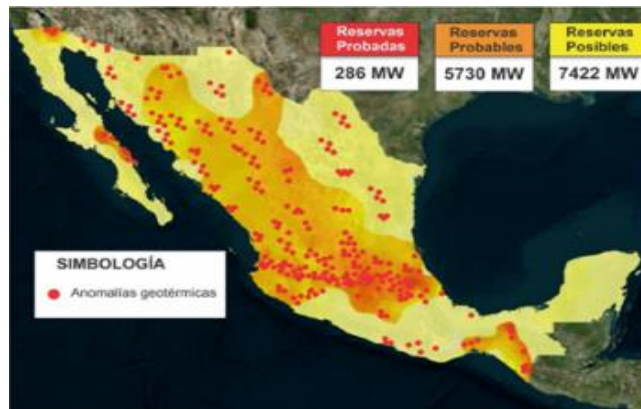 Reservas
Probadas
286 MW
Reservas
Probables
5730 MW
Reservas
Posibles
7422 MW
SIMBOLOGÍA
Anomalías geotérmicas